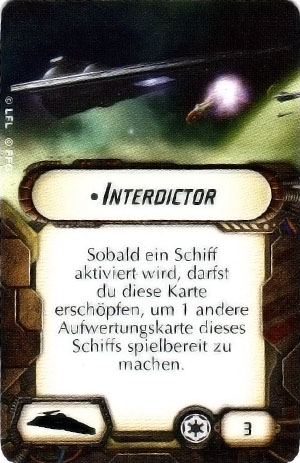 © LFL © FFG
• INTERDICTOR
Sobald ein Schiff
aktiviert wird, darfst
du diese Karte
erschöpfen, um 1 andere
Aufwertungskarte dieses
Schiffs spielbereit zu
machen.
3